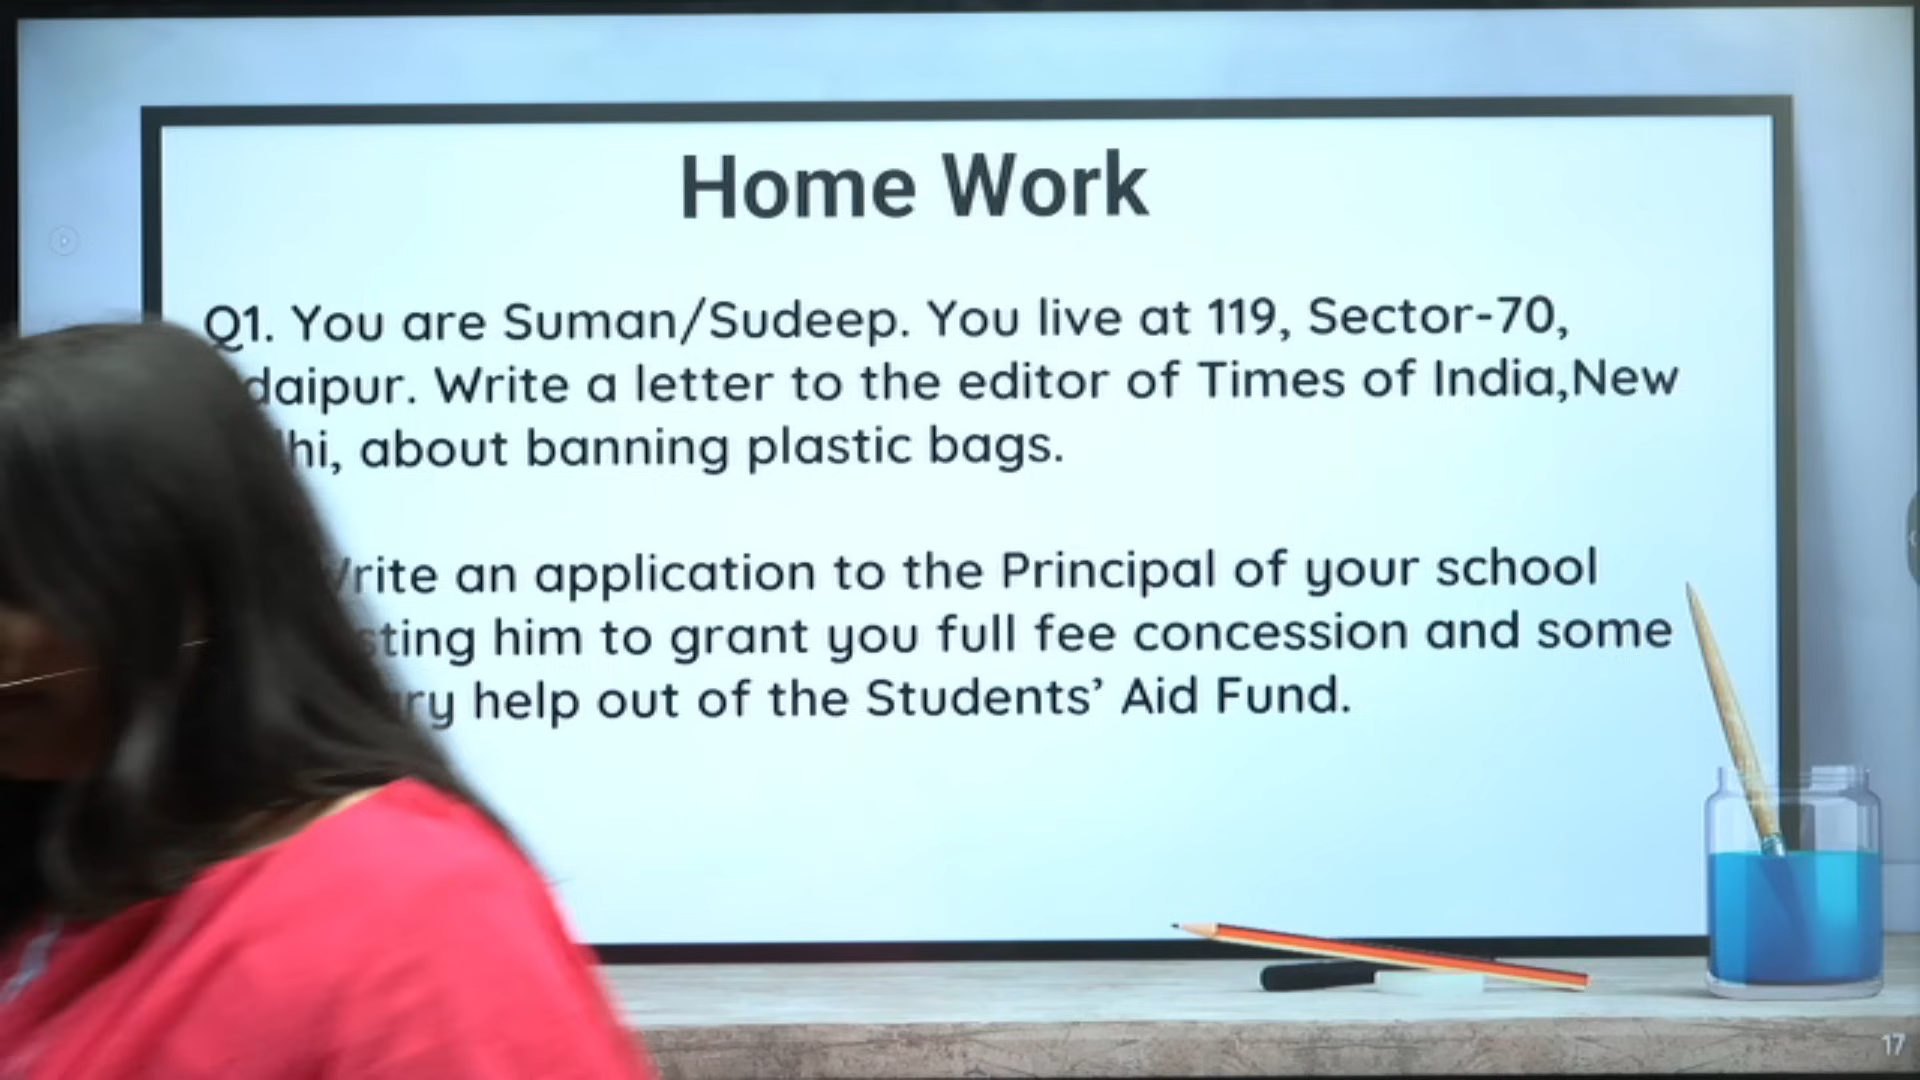 Home Work
Q1. You are Suman/Sudeep. You live at 119, Sector-70,
daipur. Write a letter to the editor of Times of India,New
hi, about banning plastic bags.
rite an application to the Principal of your school
sting him to grant you full fee concession and some
ry help out of the Students’ Aid Fund.
17